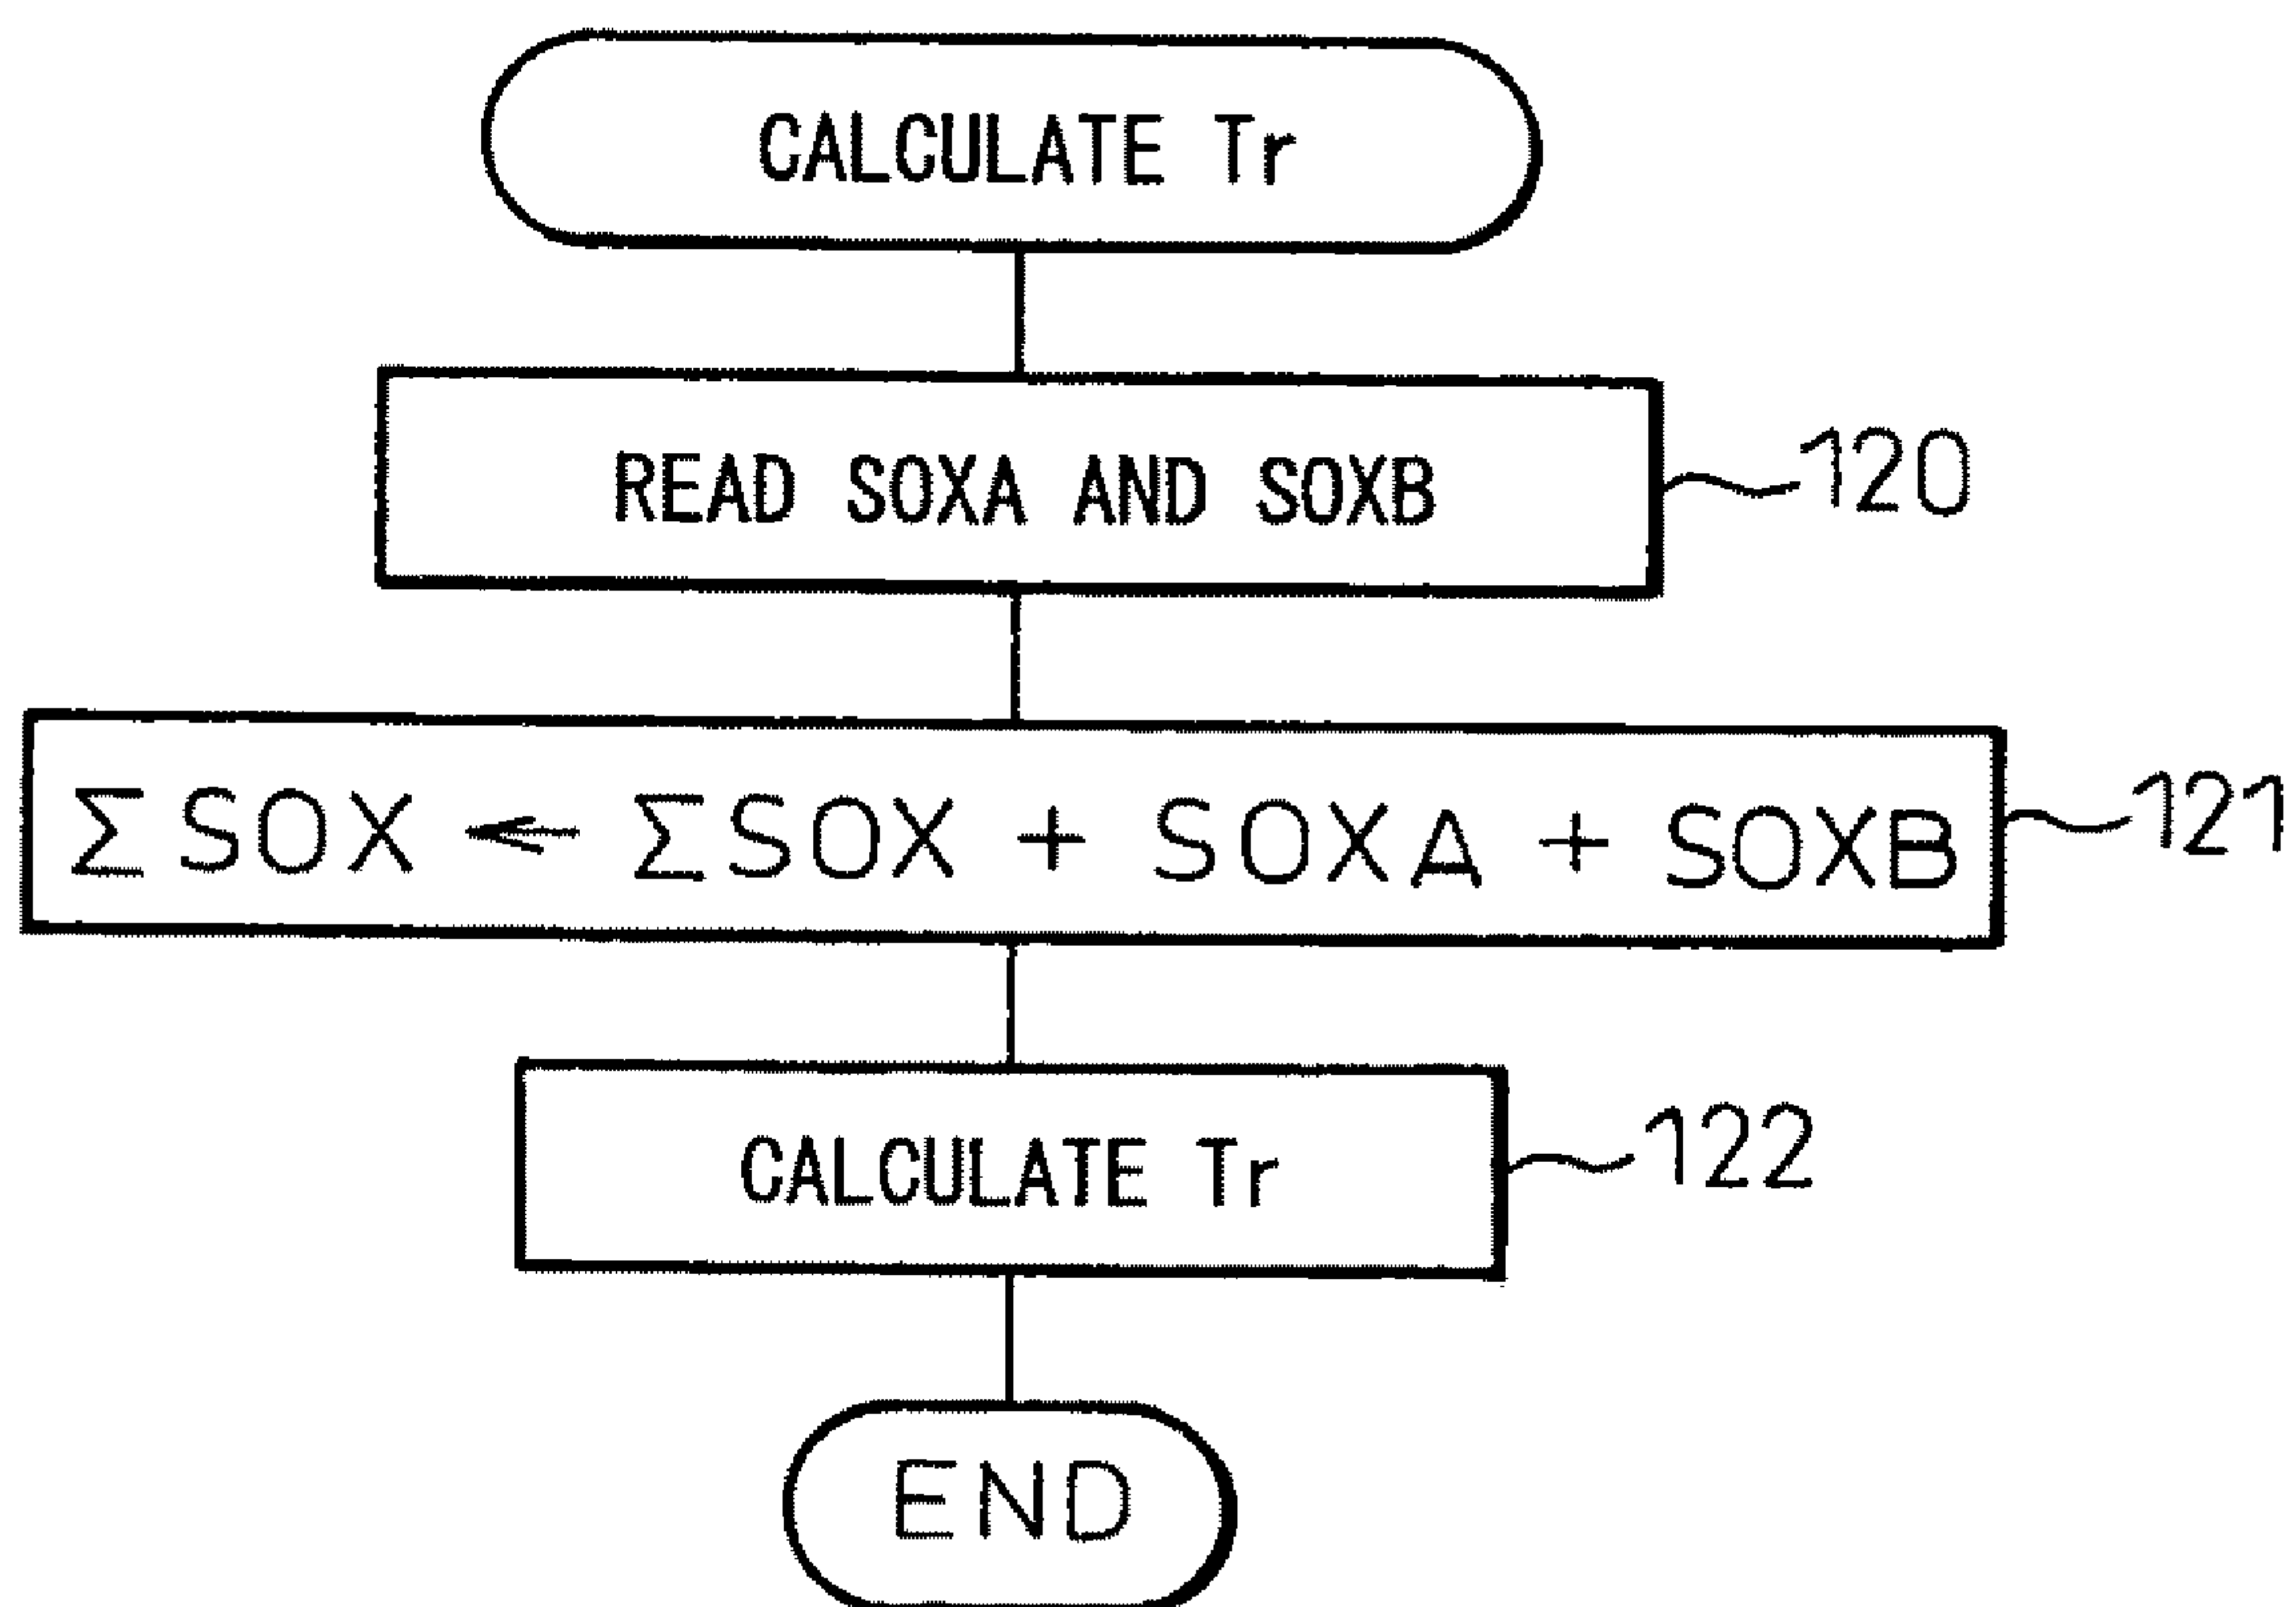 CALCULATE Tr
READ SOXA AND SOXB
120
ΣSOX ← ΣSOX + SOXA + SOXB
121
CALCULATE Tr
122
END